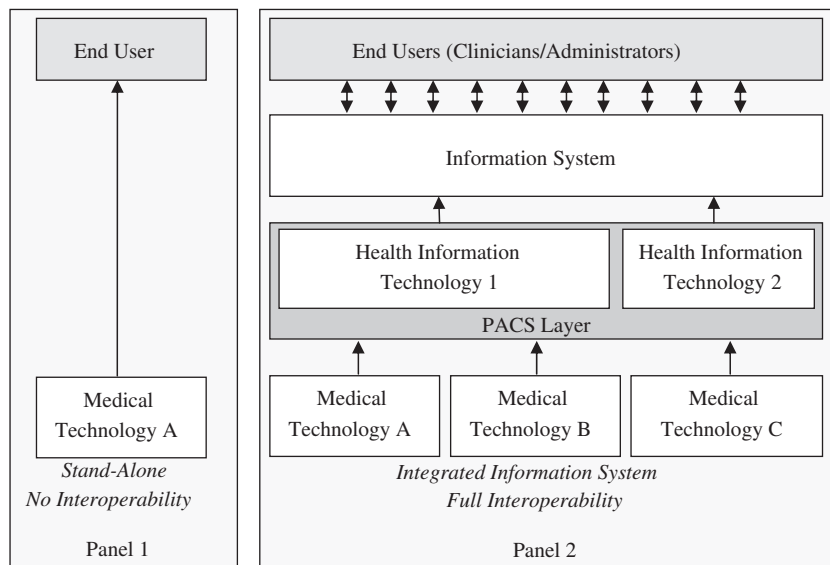 End User
Medical
Technology A
Stand-Alone
No Interoperability
Panel 1
End Users (Clinicians/Administrators)
Information System
Health Information
Technology 1
Health Information
Technology 2
PACS Layer
Medical
Technology A
Medical
Technology B
Medical
Technology C
Integrated Information System
Full Interoperability
Panel 2